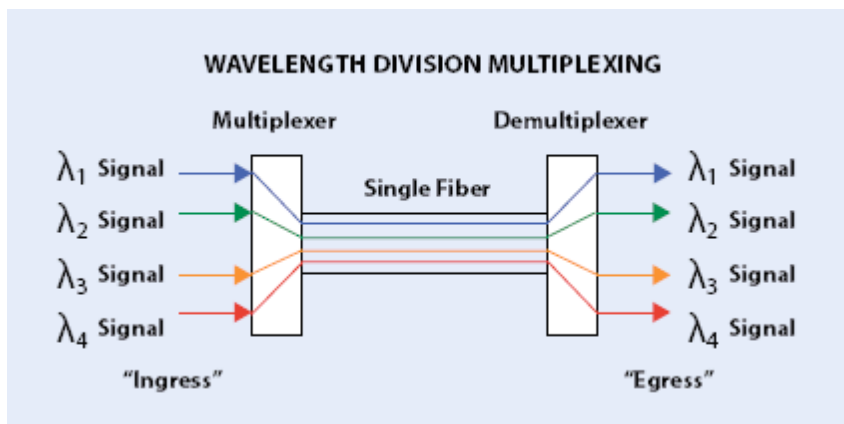 WAVELENGTH DIVISION MULTIPLEXING
Multiplexer
Demultiplexer
Single Fiber
λ₁ Signal
λ₂ Signal
λ₃ Signal
λ₄ Signal
"Ingress"
λ₁ Signal
λ₂ Signal
λ₃ Signal
λ₄ Signal
"Egress"